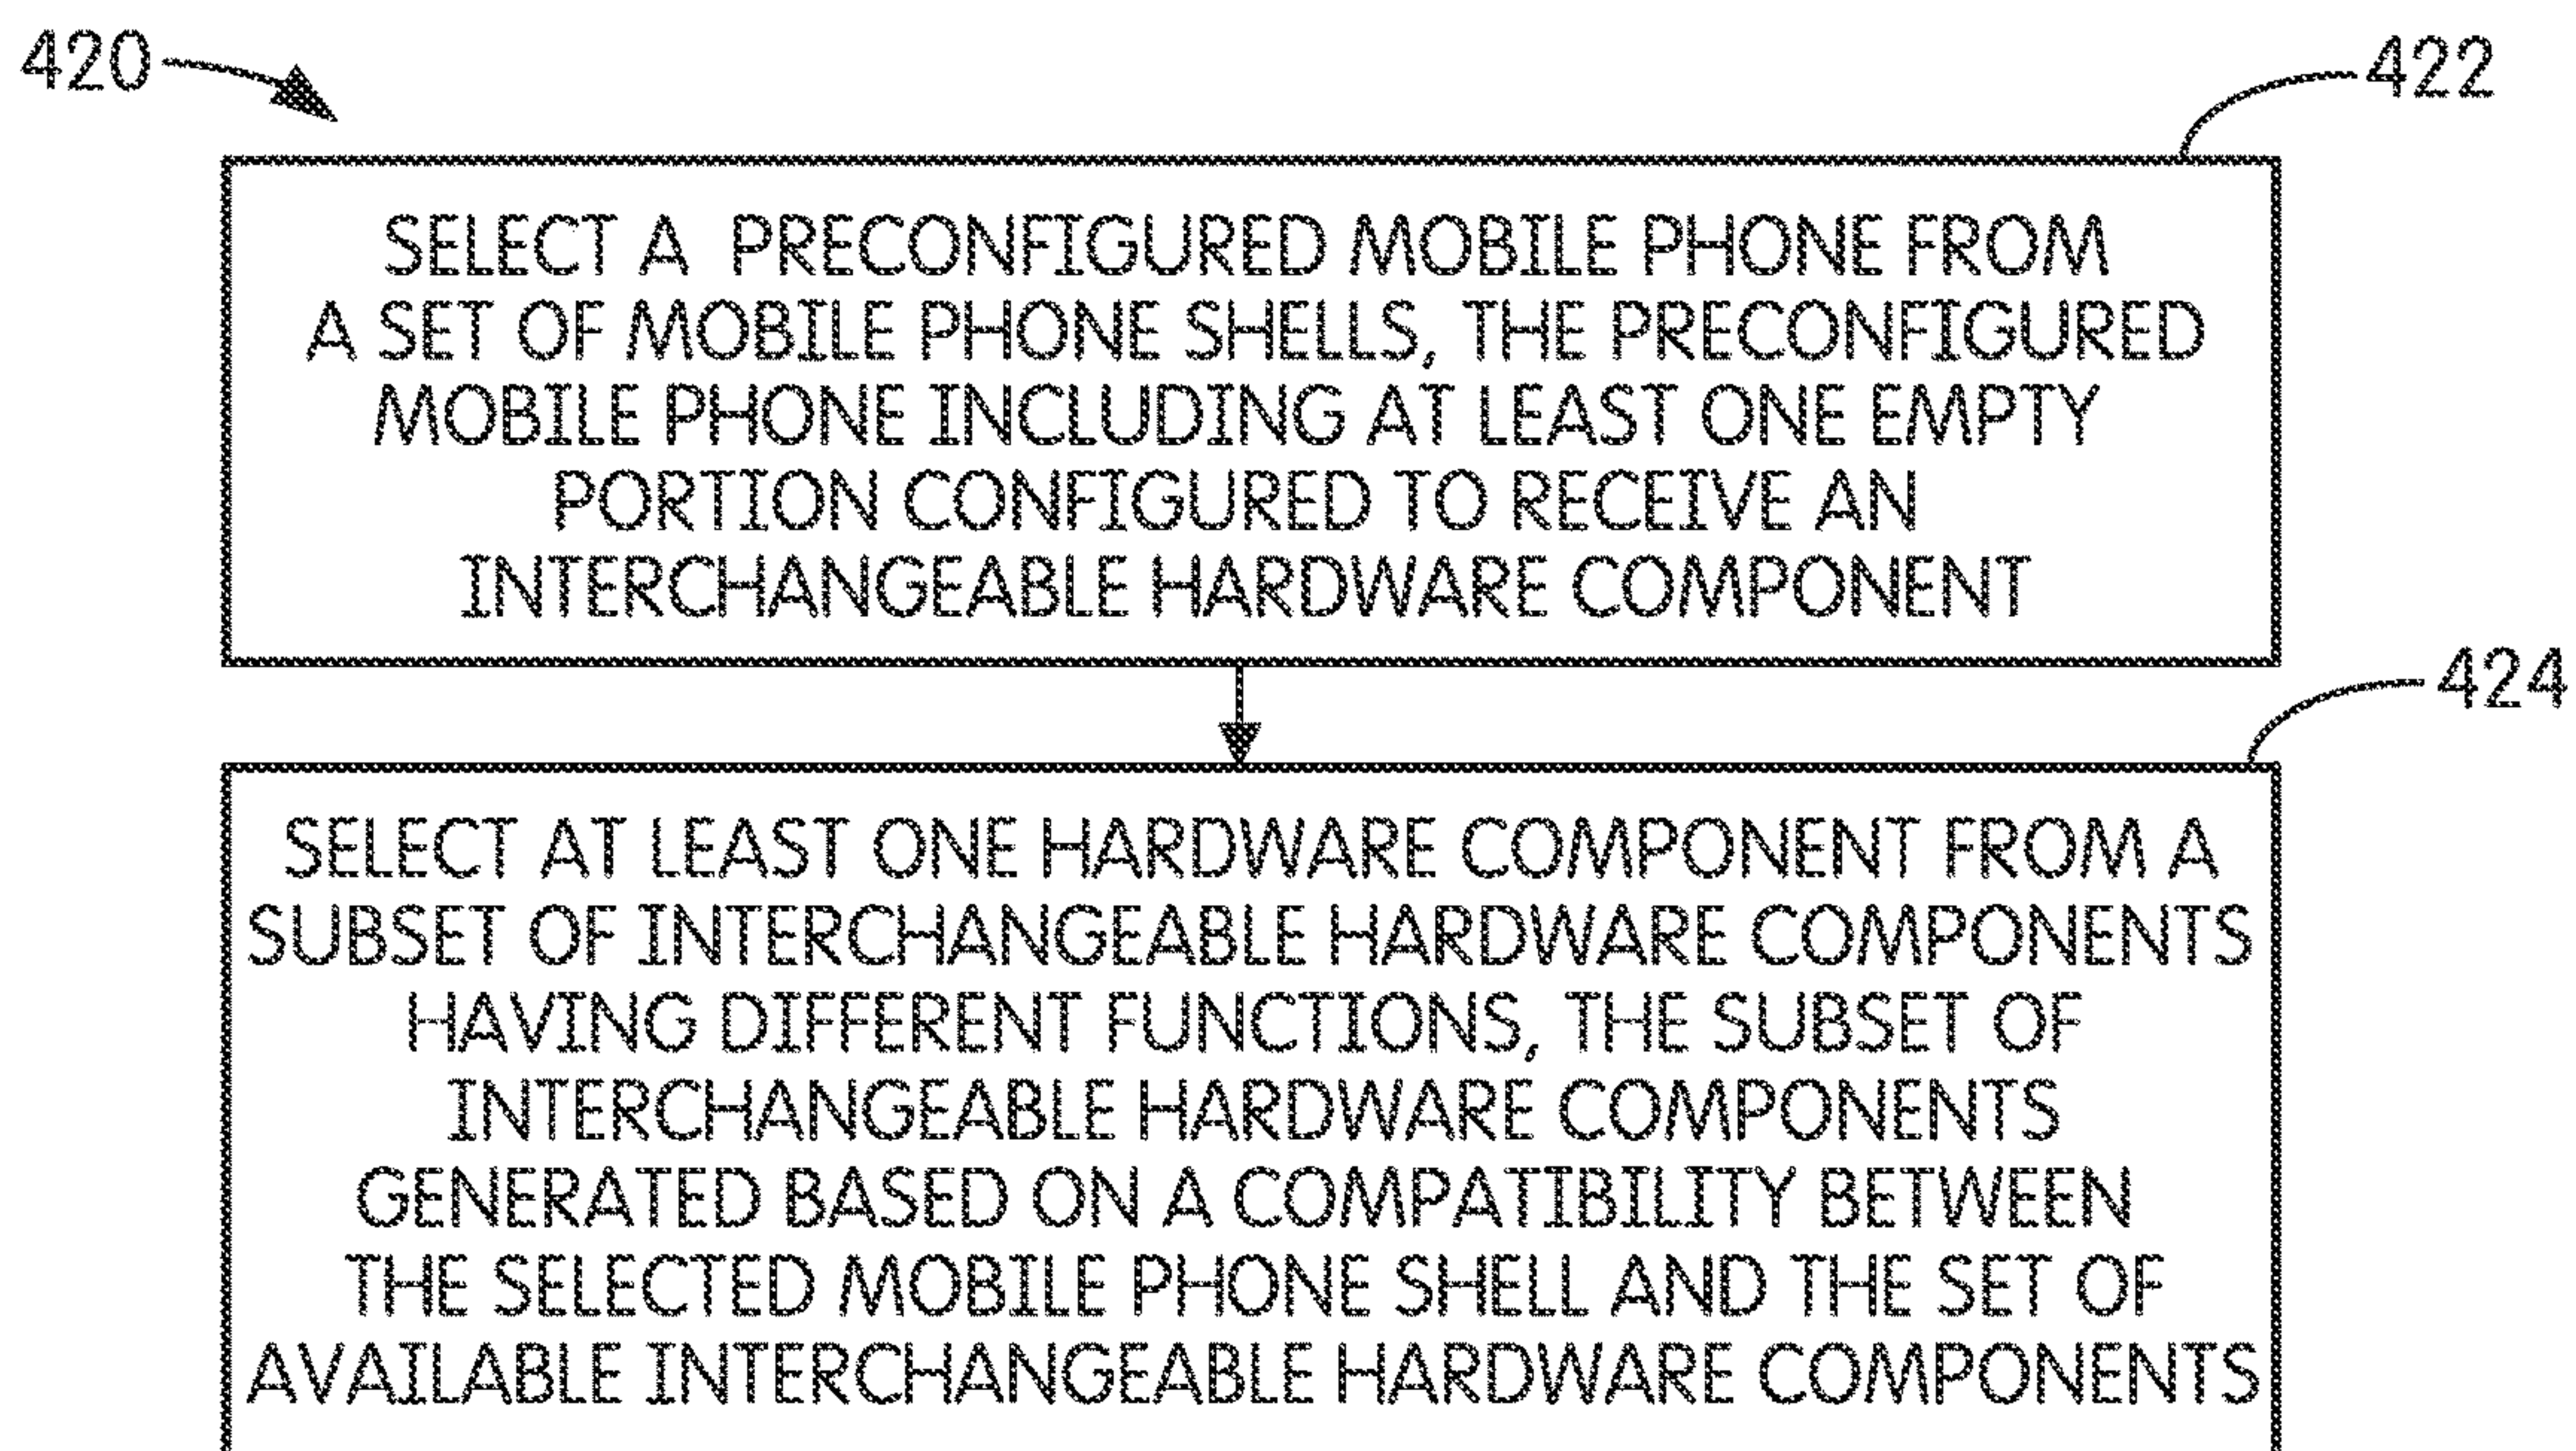 420
422
SELECT A PRECONFIGURED MOBILE PHONE FROM
A SET OF MOBILE PHONE SHELLS, THE PRECONFIGURED
MOBILE PHONE INCLUDING AT LEAST ONE EMPTY
PORTION CONFIGURED TO RECEIVE AN
INTERCHANGEABLE HARDWARE COMPONENT
424
SELECT AT LEAST ONE HARDWARE COMPONENT FROM A
SUBSET OF INTERCHANGEABLE HARDWARE COMPONENTS
HAVING DIFFERENT FUNCTIONS, THE SUBSET OF
INTERCHANGEABLE HARDWARE COMPONENTS
GENERATED BASED ON A COMPATIBILITY BETWEEN
THE SELECTED MOBILE PHONE SHELL AND THE SET OF
AVAILABLE INTERCHANGEABLE HARDWARE COMPONENTS